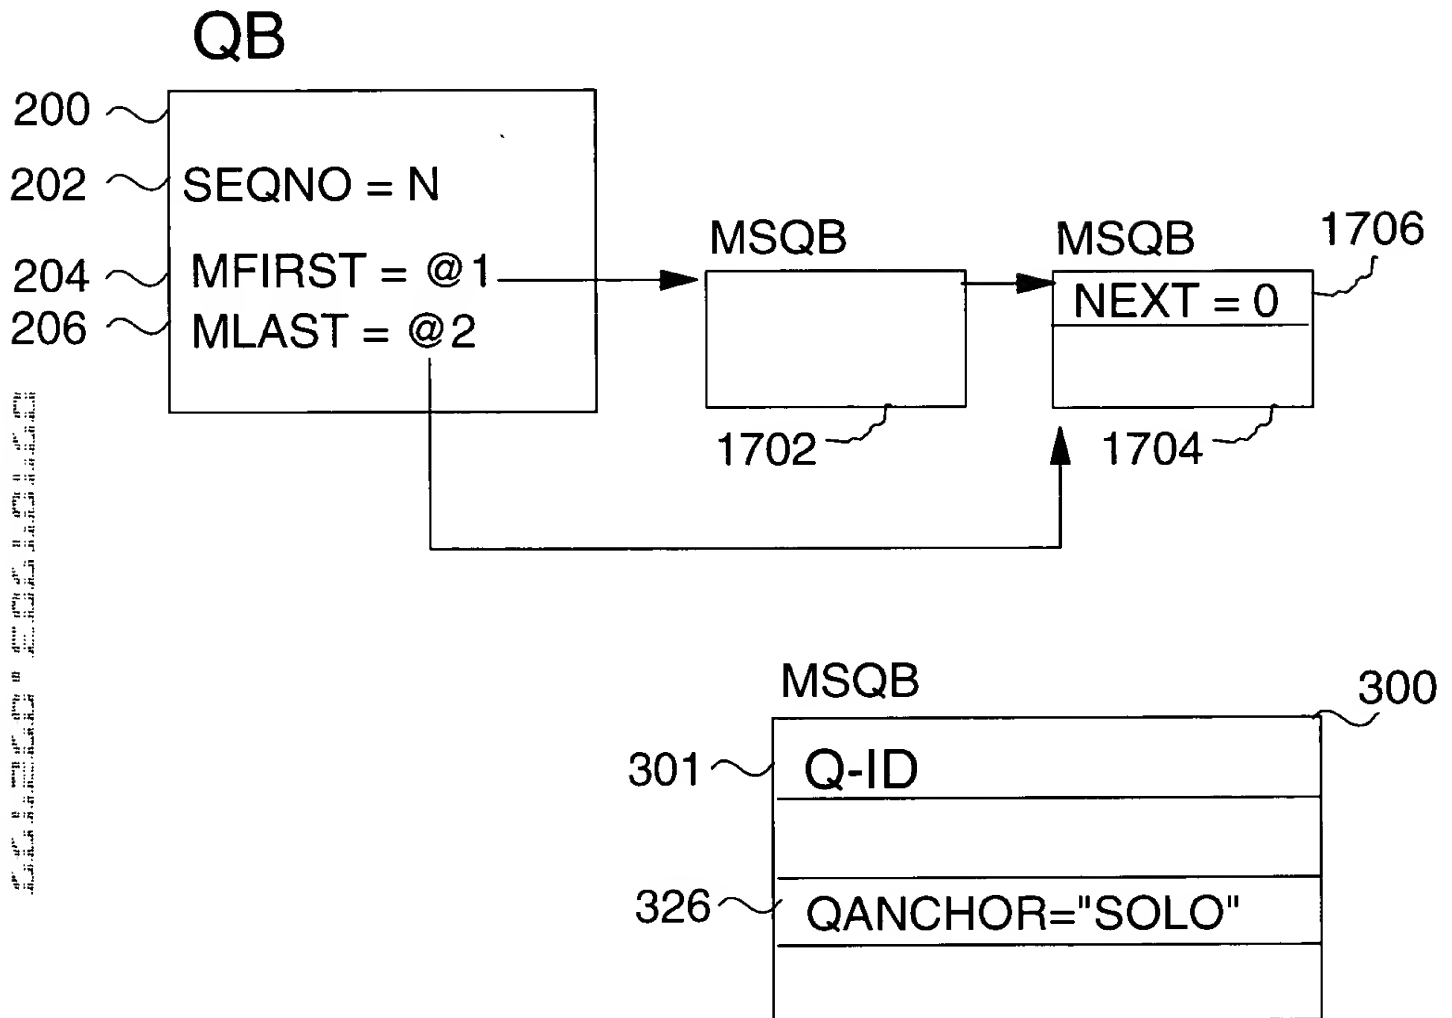 QB
200
202 SEQNO = N
204 MFIRST = @1
206 MLAST = @2
MSQB
1702
MSQB
1706
NEXT = 0
1704
MSQB
300
301 Q-ID
326 QANCHOR="SOLO"